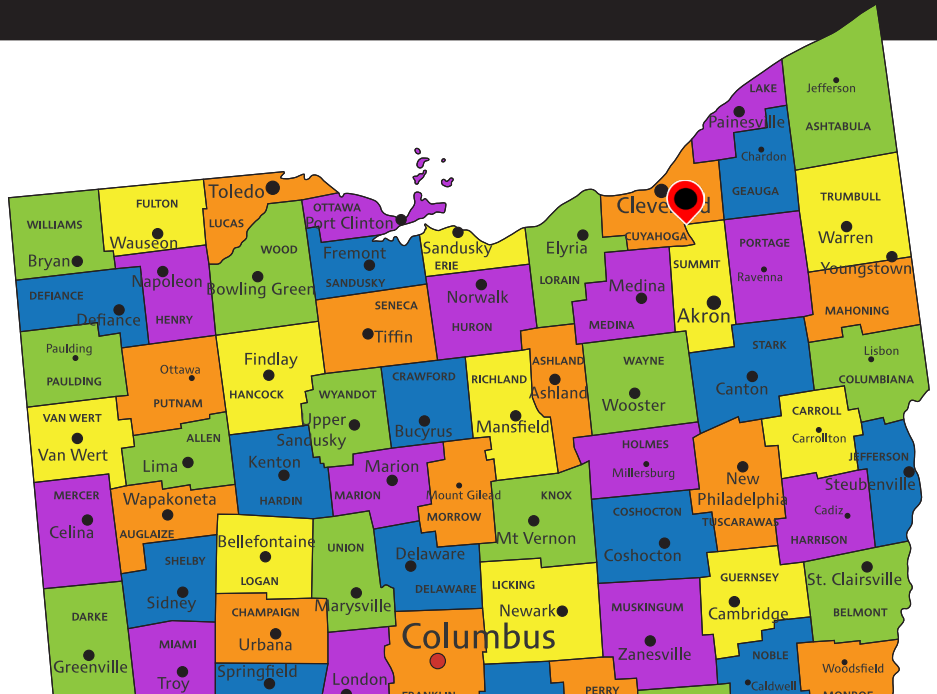 LAKE
Jefferson
Painesville
ASHTABULA
Chardon
GEAUGA
Toledo
FULTON
WILLIAMS
LUCAS
OTTAWA
Port Clinton
Cleveland
TRUMBULL
Wauseon
WOOD
Fremont
Sandusky
Elyria
CUYAHOGA
PORTAGE
Warren
Bryan
Napoleon
Bowling Green
SANDUSKY
ERIE
LORAIN
Medina
SUMMIT
Ravenna
Youngstown
DEFIANCE
Defiance
HENRY
SENECA
Norwalk
HURON
MEDINA
Akron
MAHONING
Paulding
PAULDING
Ottawa
PUTNAM
Findlay
HANCOCK
Tiffin
WYANDOT
CRAWFORD
RICHLAND
ASHLAND
Ashland
WAYNE
Wooster
STARK
Canton
Lisbon
COLUMBIANA
VAN WERT
Van Wert
ALLEN
Lima
Upper
Sandusky
Bucyrus
Mansfield
CARROLL
Carrollton
Kenton
HARDIN
Marion
MARION
Mount Gilead
MORROW
KNOX
Mt Vernon
HOLMES
Millersburg
New
Philadelphia
TUSCARAWAS
JEFFERSON
Steubenville
MERCER
Celina
Wapakoneta
AUGLAIZE
COSHOCTON
Coshocton
Cadiz
HARRISON
Bellefontaine
LOGAN
UNION
Marysville
Delaware
DELAWARE
SHELBY
Sidney
LICKING
Newark
GUERNSEY
Cambridge
St. Clairsville
BELMONT
DARKE
Greenville
CHAMPAIGN
Urbana
Columbus
MUSKINGUM
Zanesville
MIAMI
Troy
Springfield
London
FRANKLIN
PERRY
NOBLE
Caldwell
Woodsfield
MONROE